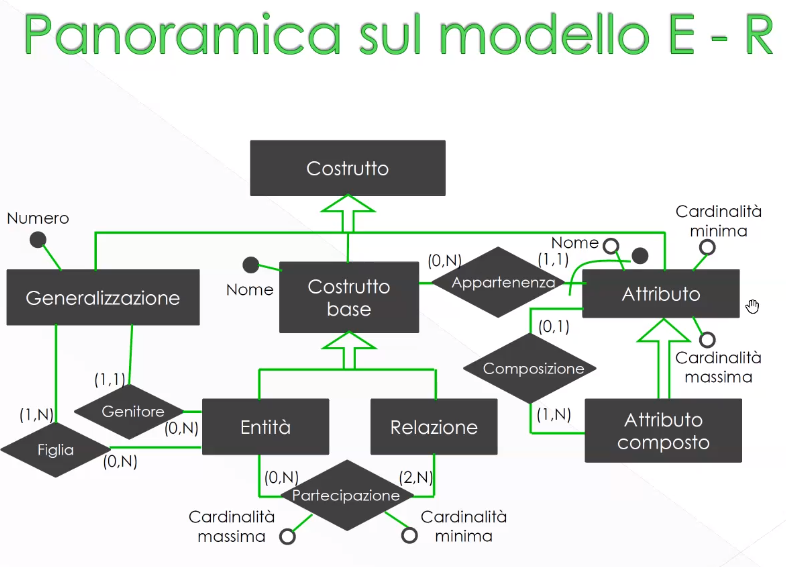 Panoramica sul modello E - R
Costrutto
Numero
Cardinalità
minima
Nome
(0,N)
(1,1)
Generalizzazione
Nome
Costrutto
base
Appartenenza
Attributo
(0,1)
Composizione
Cardinalità
massima
(1,1)
Genitore
(1,N)
(0,N)
Figlia
(0,N)
Entità
Relazione
(1,N)
Attributo
composto
(0,N)
(2,N)
Partecipazione
Cardinalità
massima
Cardinalità
minima